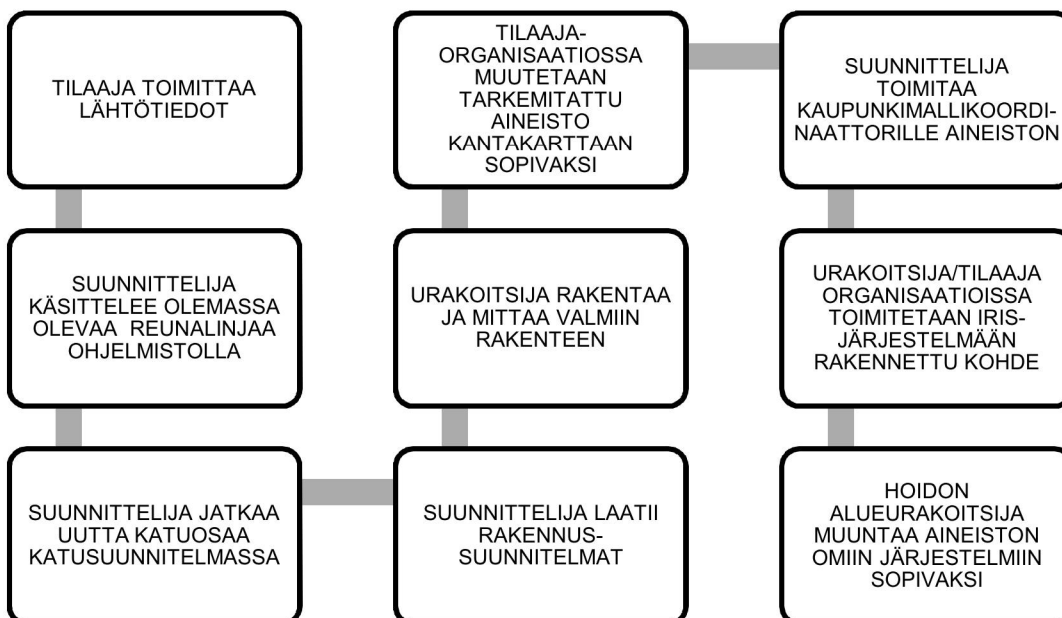 TILAAJA TOIMITTAA
LÄHTÖTIEDOT
SUUNNITTELIJA
KÄSITTELEE OLEMASSA
OLEVAA REUNALINJAA
OHJELMISTOLLA
SUUNNITTELIJA JATKAA
UUTTA KATUOSAA
KATUSUUNNITELMASSA
SUUNNITTELIJA LAATII
RAKENNUS-
SUUNNITELMAT
URAKOITSIJA RAKENTAA
JA MITTAA VALMIIN
RAKENTEEN
TILAAJA-
ORGANISAATIOSSA
MUUTETAAN
TARKEMITATTU
AINEISTO
KANTAKARTTAAN
SOPIVAKSI
SUUNNITTELIJA
TOIMITAA
KAUPUNKIMALLIKOORDI-
NAATTORILLE AINEISTON
URAKOITSIJA/TILAAJA
ORGANISAATIOISSA
TOIMITETAAN IRIS-
JÄRJESTELMÄÄN
RAKENNETTU KOHDE
HOIDON
ALUEURAKOITSIJA
MUUNTAA AINEISTON
OMIIN JÄRJESTELMIIN
SOPIVAKSI